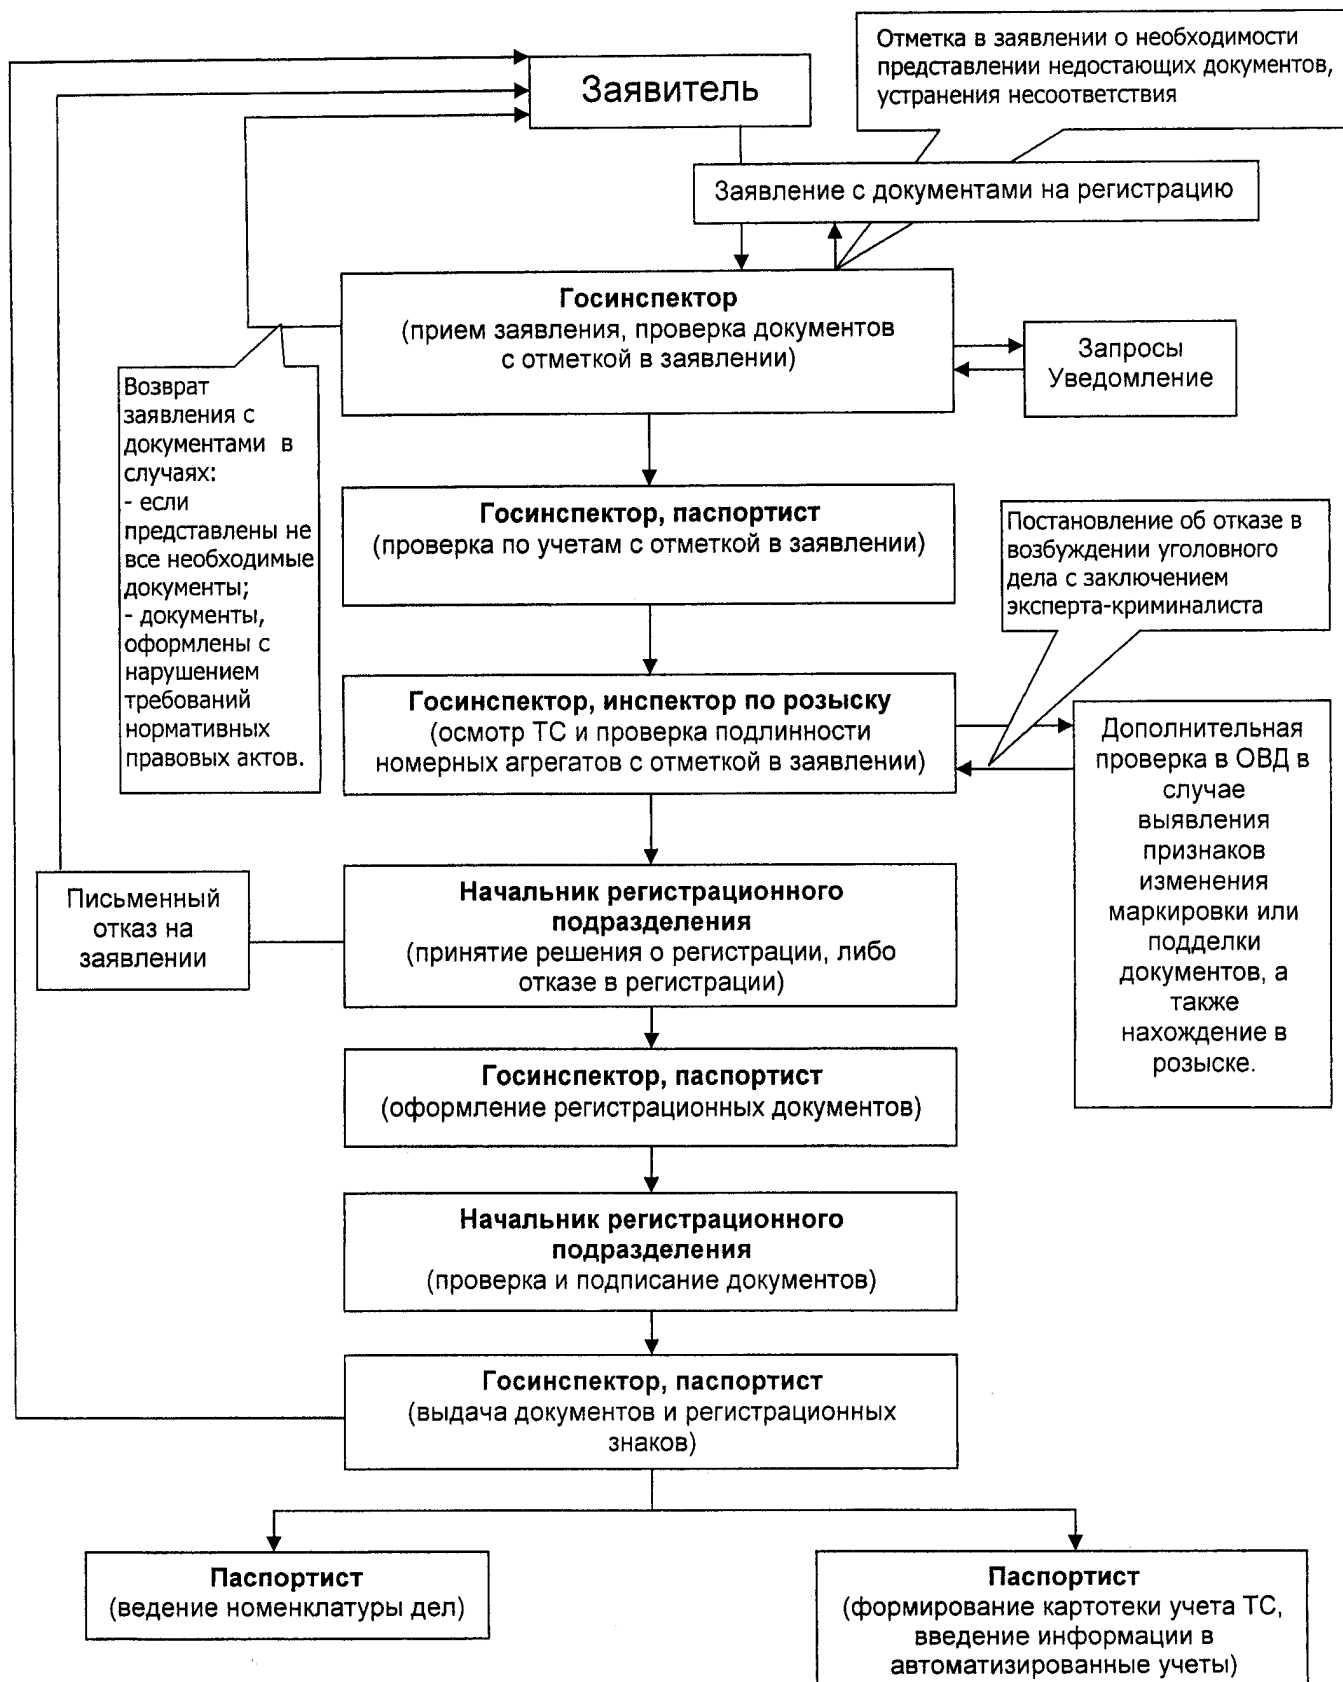 Отметка в заявлении о необходимости
представлении недостающих документов,
устранения несоответствия
Заявитель
Заявление с документами на регистрацию
Госинспектор
(прием заявления, проверка документов
с отметкой в заявлении)
Запросы
Уведомление
Возврат
заявления с
документами в
случаях:
- если
представлены не
все необходимые
документы;
- документы,
оформлены с
нарушением
требований
нормативных
правовых актов.
Госинспектор, паспортист
(проверка по учетам с отметкой в заявлении)
Постановление об отказе в
возбуждении уголовного
дела с заключением
эксперта-криминалиста
Госинспектор, инспектор по розыску
(осмотр ТС и проверка подлинности
номерных агрегатов с отметкой в заявлении)
Дополнительная
проверка в ОВД в
случае
выявления
признаков
изменения
маркировки или
подделки
документов, а
также
нахождение в
розыске.
Письменный
отказ на
заявлении
Начальник регистрационного
подразделения
(принятие решения о регистрации, либо
отказе в регистрации)
Госинспектор, паспортист
(оформление регистрационных документов)
Начальник регистрационного
подразделения
(проверка и подписание документов)
Госинспектор, паспортист
(выдача документов и регистрационных
знаков)
Паспортист
(ведение номенклатуры дел)
Паспортист
(формирование картотеки учета ТС,
введение информации в
автоматизированные учеты)